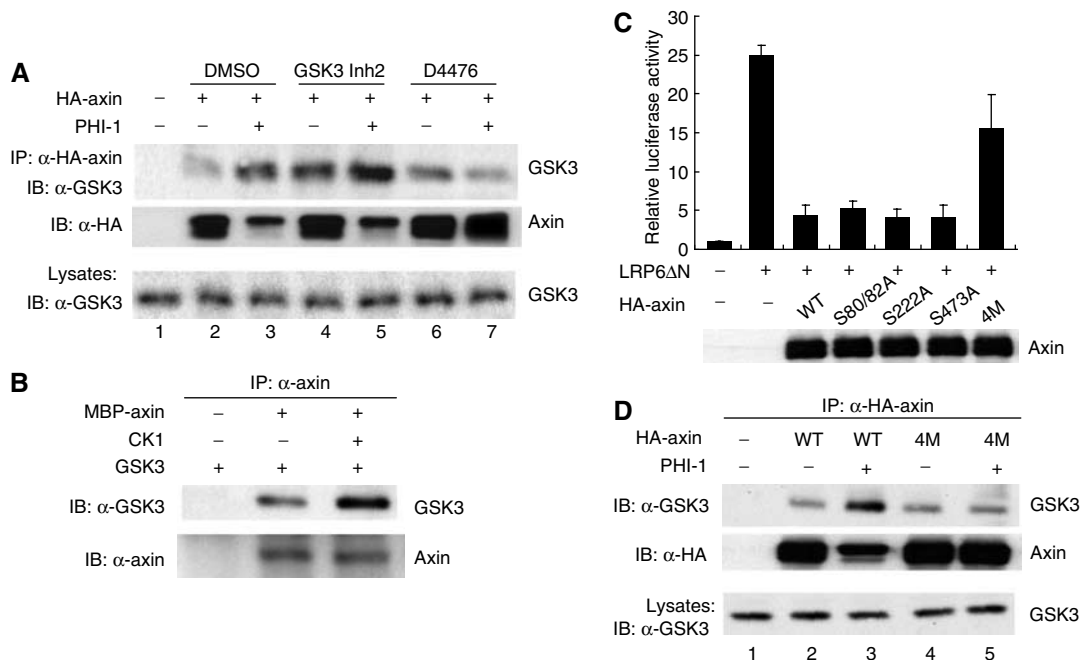 A
DMSO GSK3 Inh2 D4476
HA-axin – + + + + + +
PHI-1 – – + – + – +
IP: α-HA-axin
IB: α-GSK3
GSK3
IB: α-HA
Axin
Lysates:
IB: α-GSK3
GSK3
1 2 3 4 5 6 7
B
IP: α-axin
MBP-axin – + +
CK1 – – +
GSK3 + + +
IB: α-GSK3
GSK3
IB: α-axin
Axin
C
Relative luciferase activity
30
25
20
15
10
5
0
LRP6ΔN – + + + + + +
HA-axin – – WT S80/82A S222A S473A 4M
Axin
D
IP: α-HA-axin
HA-axin – WT WT 4M 4M
PHI-1 – – + – +
IB: α-GSK3
GSK3
IB: α-HA
Axin
Lysates:
IB: α-GSK3
GSK3
1 2 3 4 5